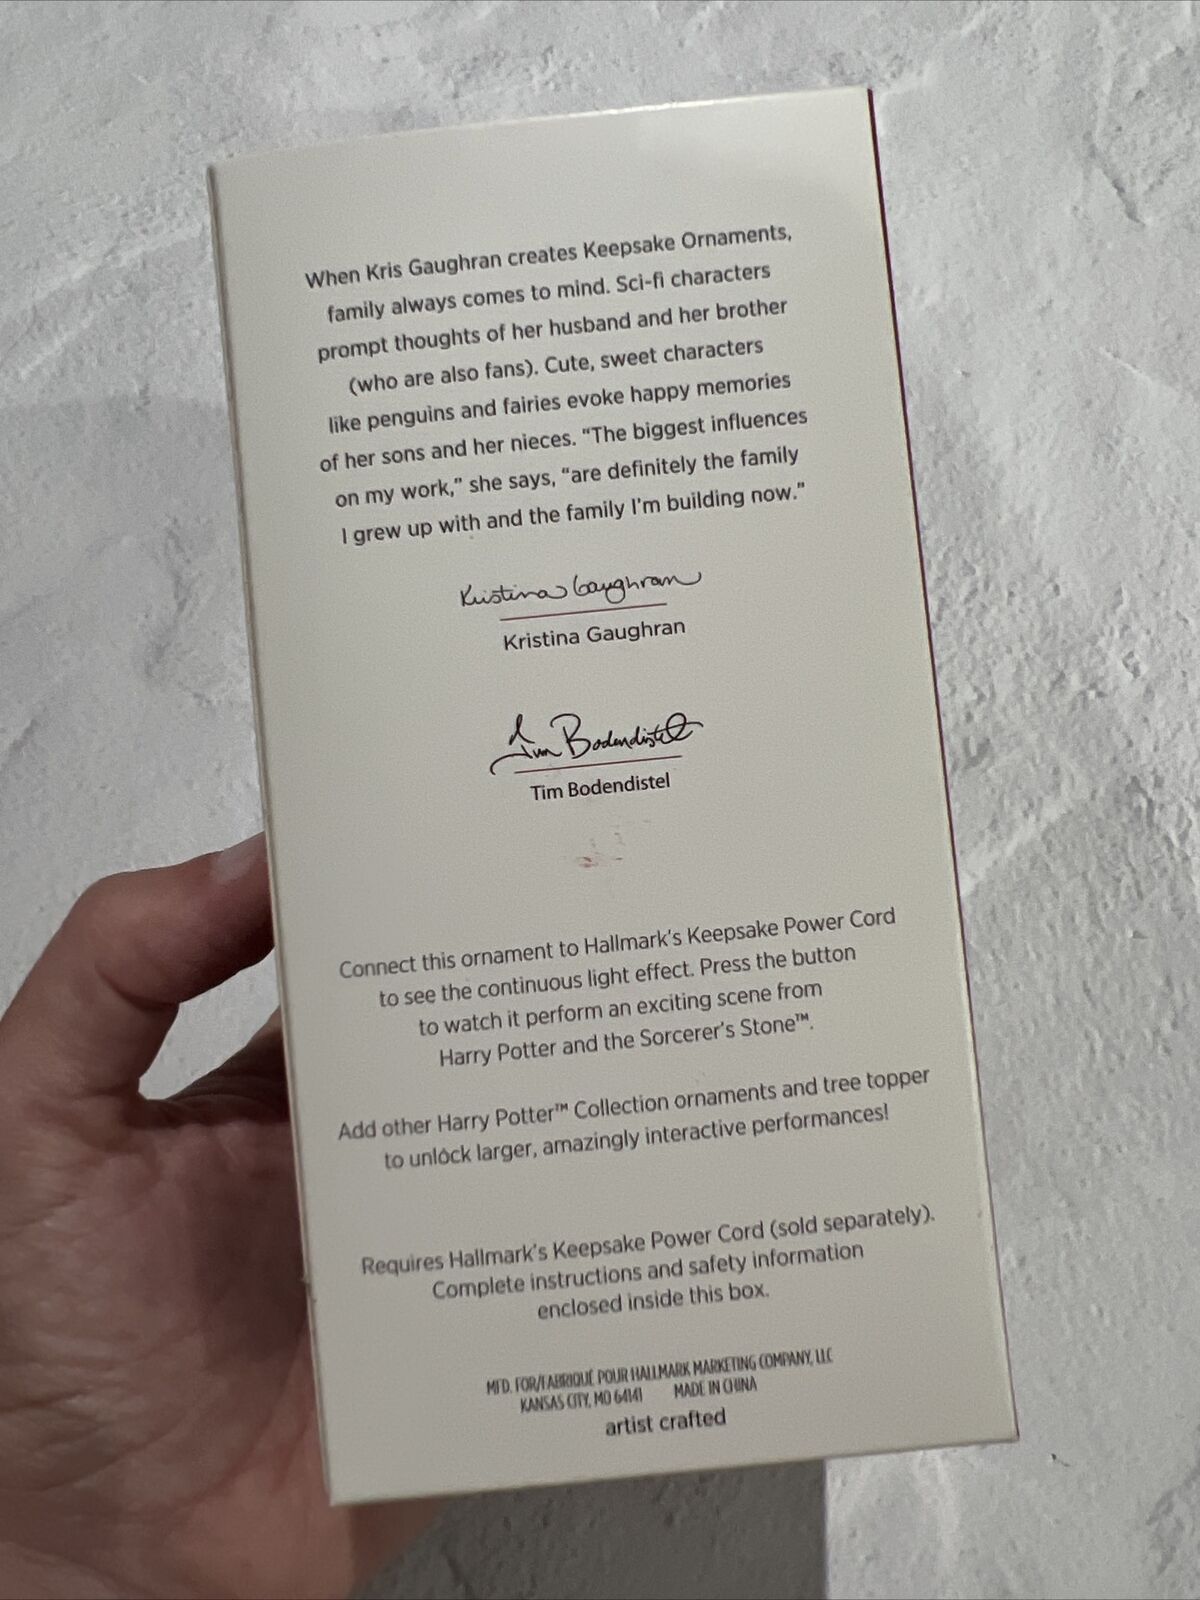 When Kris Gaughran creates Keepsake Ornaments,
family always comes to mind. Sci-fi characters
prompt thoughts of her husband and her brother
(who are also fans). Cute, sweet characters
like penguins and fairies evoke happy memories
of her sons and her nieces. “The biggest influences
on my work,” she says, “are definitely the family
I grew up with and the family I’m building now.”
Kristina Gaughran
Kristina Gaughran
Tim Bodendistel
Tim Bodendistel
Connect this ornament to Hallmark’s Keepsake Power Cord
to see the continuous light effect. Press the button
to watch it perform an exciting scene from
Harry Potter and the Sorcerer’s Stone™.
Add other Harry Potter™ Collection ornaments and tree topper
to unlock larger, amazingly interactive performances!
Requires Hallmark’s Keepsake Power Cord (sold separately).
Complete instructions and safety information
enclosed inside this box.
MFD. FOR/FABRIQUÉ POUR HALLMARK MARKETING COMPANY, LLC
KANSAS CITY, MO 64141 MADE IN CHINA
artist crafted